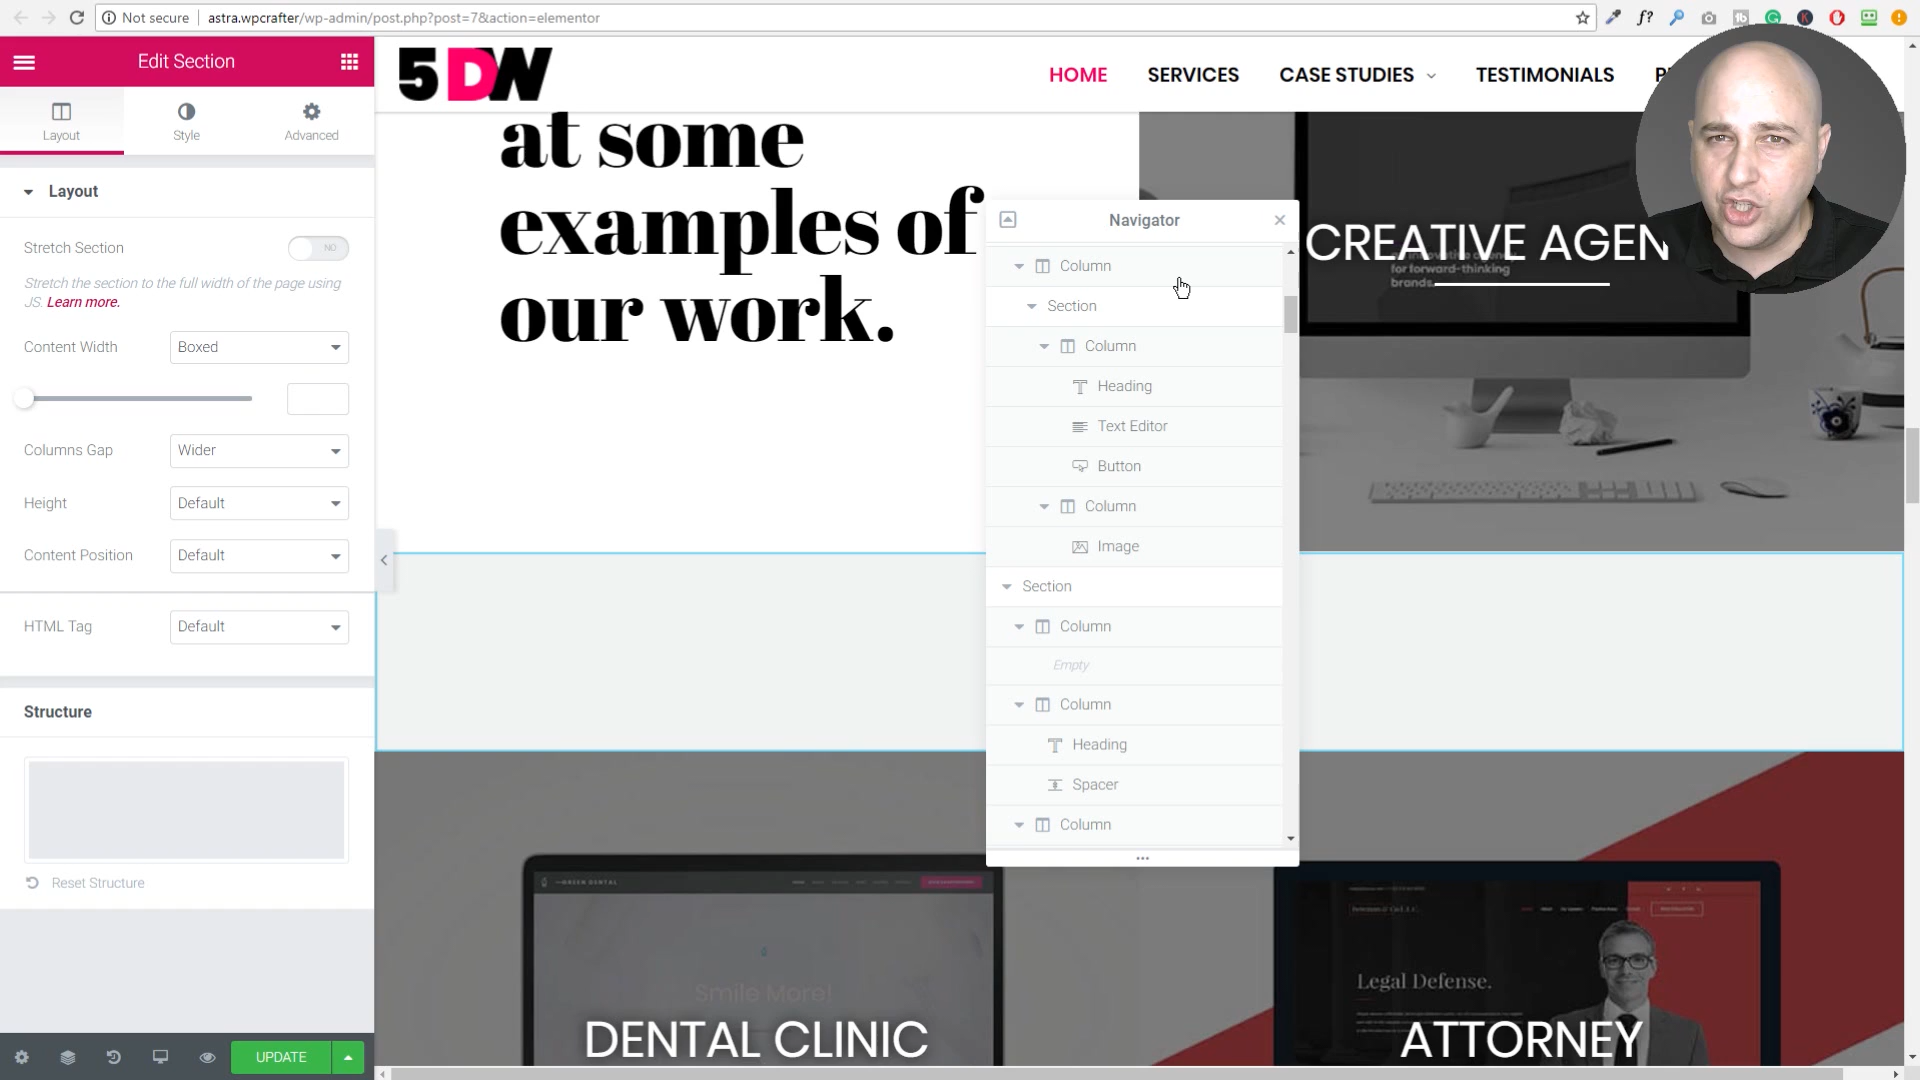 Not secure
astra.wpcrafter/wp-admin/post.php?post=7&action=elementor
f?
Edit Section
Layout
Style
Advanced
Layout
Stretch Section
NO
Stretch the section to the full width of the page using
JS. Learn more.
Content Width
Boxed
Columns Gap
Wider
Height
Default
Content Position
Default
HTML Tag
Default
Structure
Reset Structure
UPDATE
5DW
HOME
SERVICES
CASE STUDIES
TESTIMONIALS
at some
examples of
our work.
CREATIVE AGEN
for forward-thinking
brands.
Navigator
Column
Section
Column
Heading
Text Editor
Button
Column
Image
Section
Column
Empty
Column
Heading
Spacer
Column
Smile More!
DENTAL CLINIC
Legal Defense.
ATTORNEY